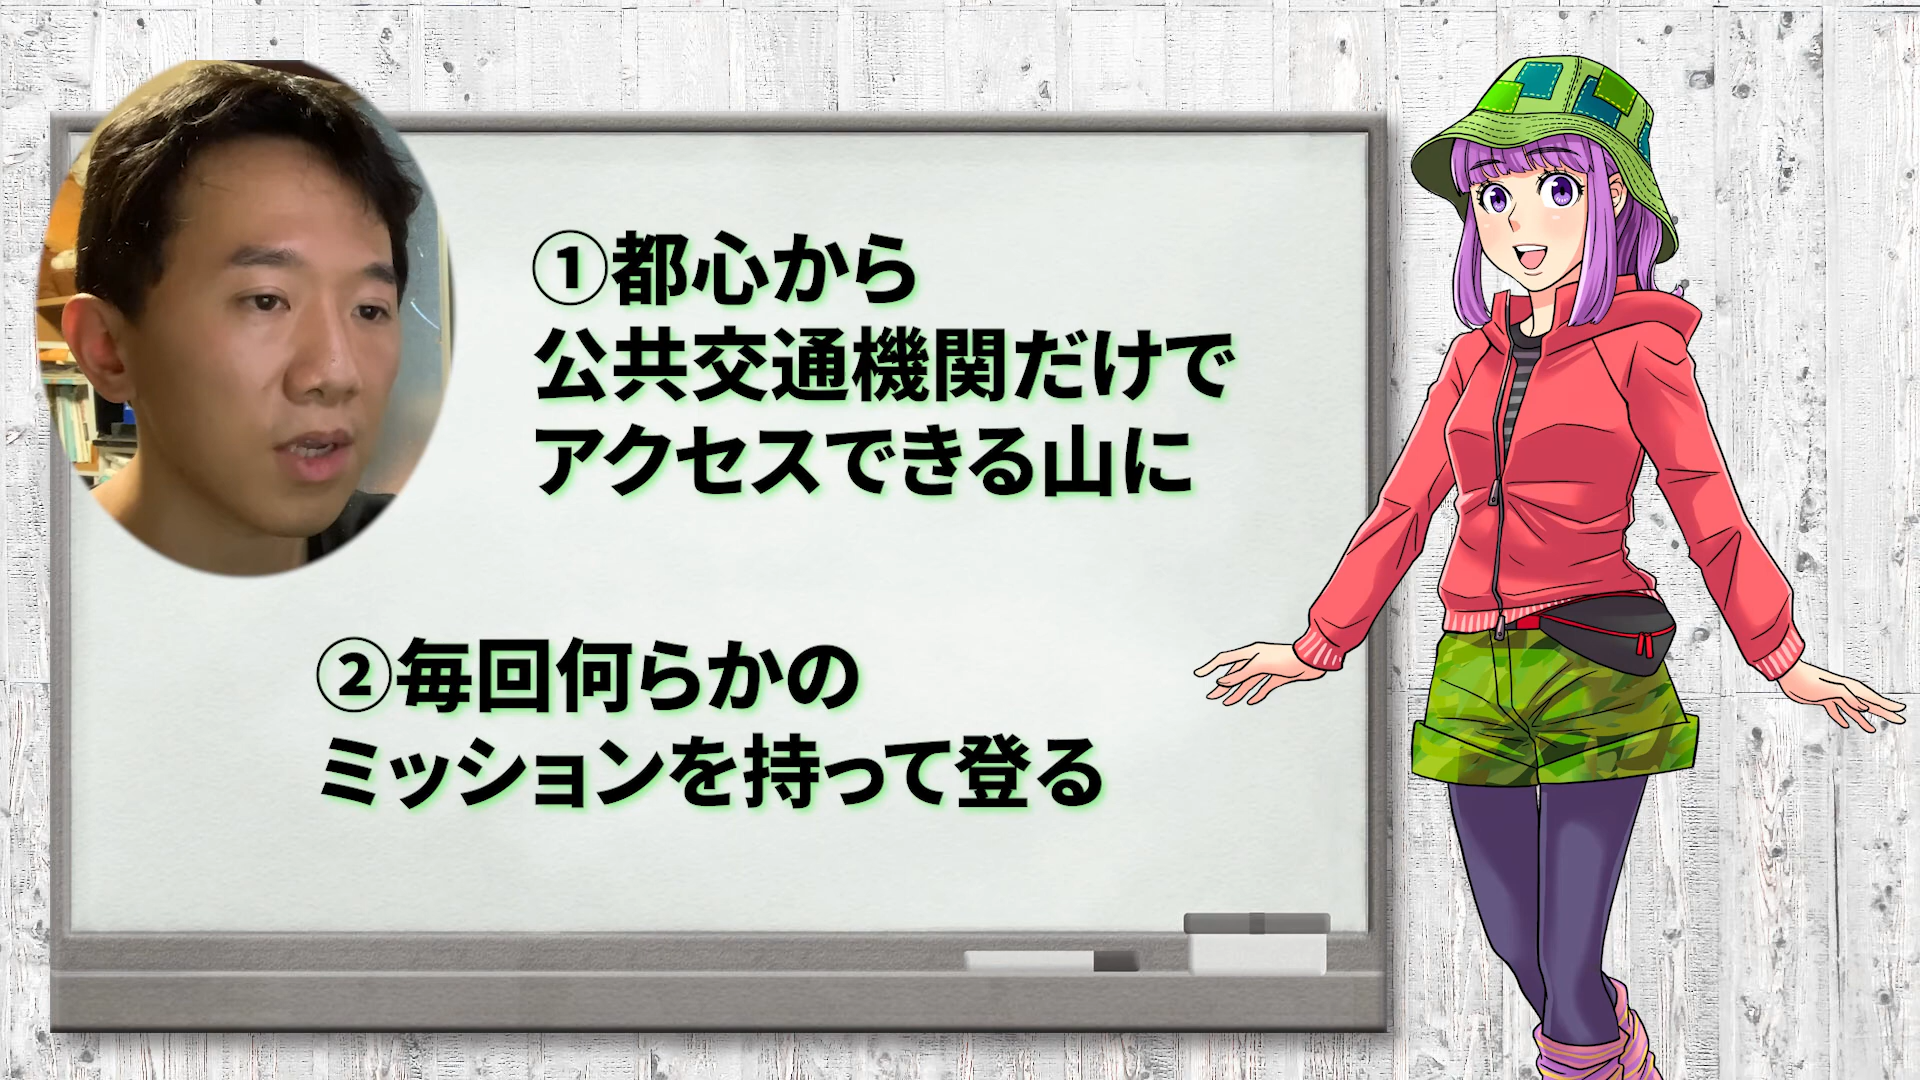 ①都心から
公共交通機関だけで
アクセスできる山に
②毎回何らかの
ミッションを持って登る